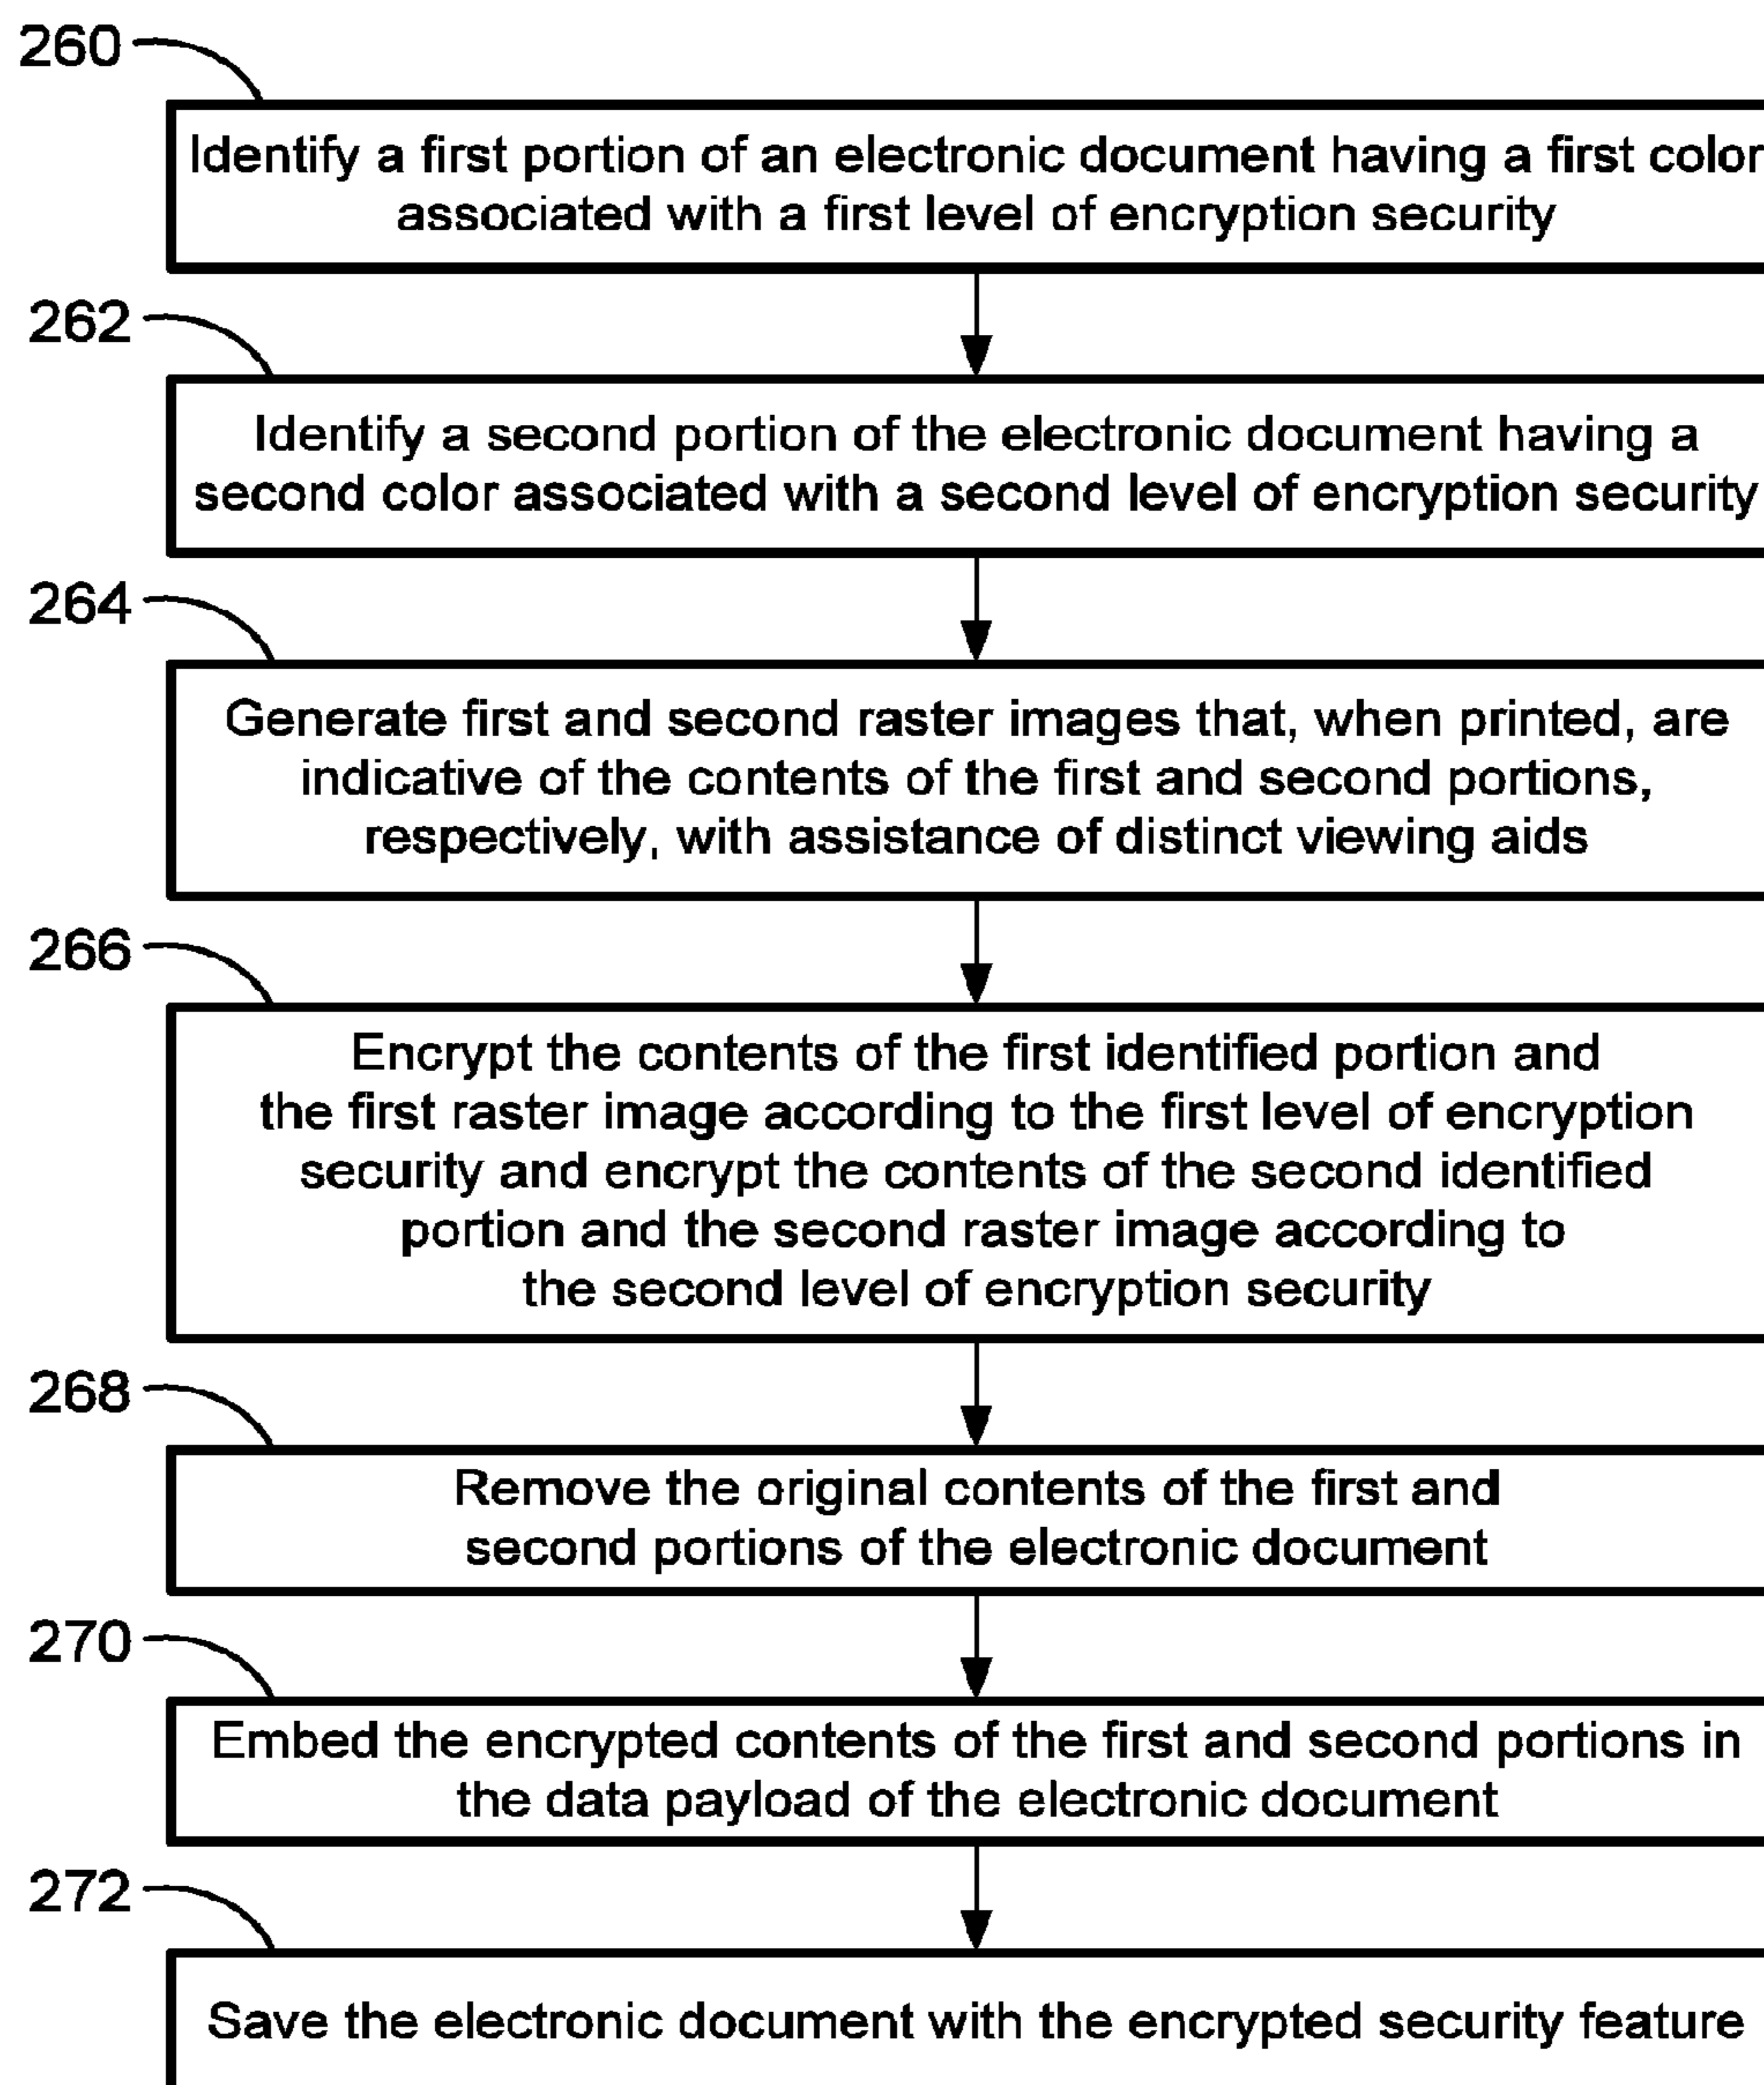 260
Identify a first portion of an electronic document having a first color
associated with a first level of encryption security
262
Identify a second portion of the electronic document having a
second color associated with a second level of encryption security
264
Generate first and second raster images that, when printed, are
indicative of the contents of the first and second portions,
respectively, with assistance of distinct viewing aids
266
Encrypt the contents of the first identified portion and
the first raster image according to the first level of encryption
security and encrypt the contents of the second identified
portion and the second raster image according to
the second level of encryption security
268
Remove the original contents of the first and
second portions of the electronic document
270
Embed the encrypted contents of the first and second portions in
the data payload of the electronic document
272
Save the electronic document with the encrypted security feature